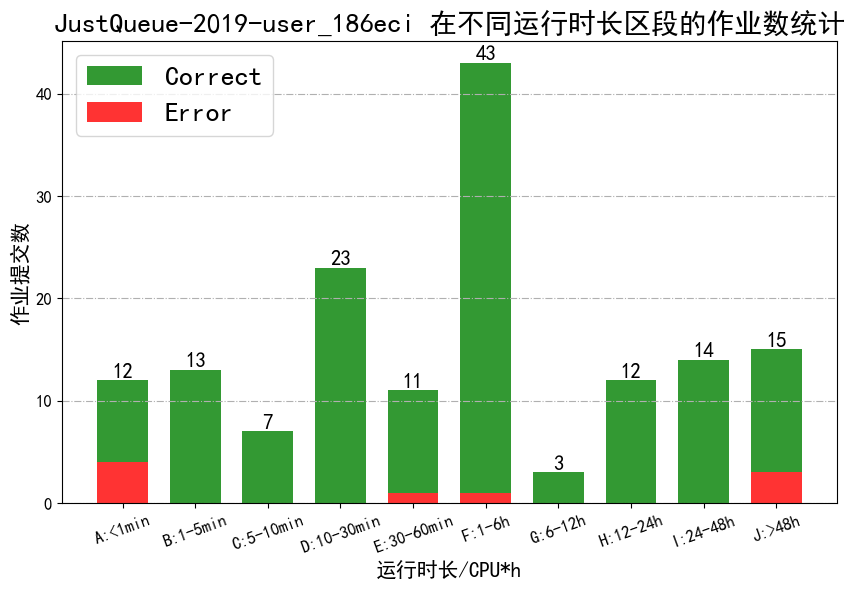 JustQueue-2019-user_186eci 在不同运行时长区段的作业数统计
Correct
Error
作业提交数
40
30
20
10
0
12
13
7
23
11
43
3
12
14
15
A:<1min
B:1-5min
C:5-10min
D:10-30min
E:30-60min
F:1-6h
G:6-12h
H:12-24h
I:24-48h
J:>48h
运行时长/CPU*h